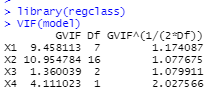 > library(regclass)
> VIF(model)
GVIF Df GVIF^(1/(2*Df))
X1 9.458113 7 1.174087
X2 10.954784 16 1.077675
X3 1.360039 2 1.079911
X4 4.111023 1 2.027566